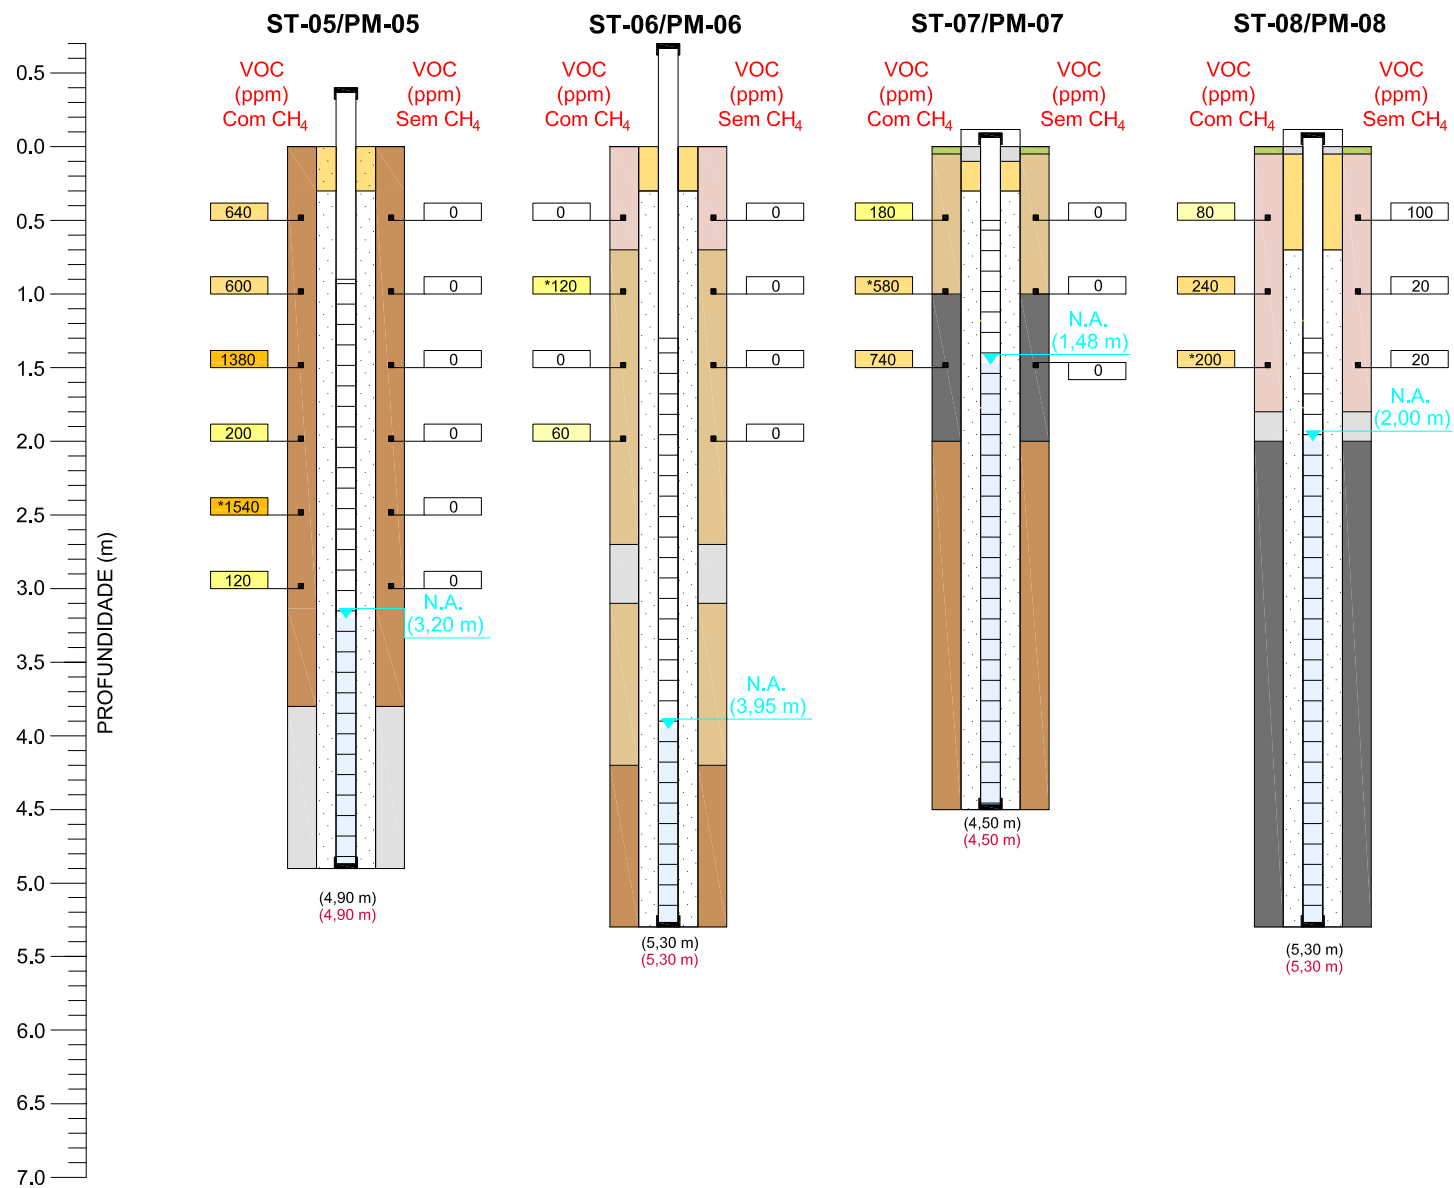 ST-05/PM-05
ST-06/PM-06
ST-07/PM-07
ST-08/PM-08
VOC
(ppm)
Com CH4
VOC
(ppm)
Sem CH4
VOC
(ppm)
Com CH4
VOC
(ppm)
Sem CH4
VOC
(ppm)
Com CH4
VOC
(ppm)
Sem CH4
VOC
(ppm)
Com CH4
VOC
(ppm)
Sem CH4
PROFUNDIDADE (m)
0.5
0.0
0.5
1.0
1.5
2.0
2.5
3.0
3.5
4.0
4.5
5.0
5.5
6.0
6.5
7.0
640
600
1380
200
*1540
120
0
0
0
0
0
0
N.A.
(3,20 m)
(4,90 m)
(4,90 m)
0
*120
0
60
0
0
0
0
N.A.
(3,95 m)
(5,30 m)
(5,30 m)
180
*580
740
0
0
N.A.
(1,48 m)
0
(4,50 m)
(4,50 m)
80
240
*200
100
20
20
N.A.
(2,00 m)
(5,30 m)
(5,30 m)